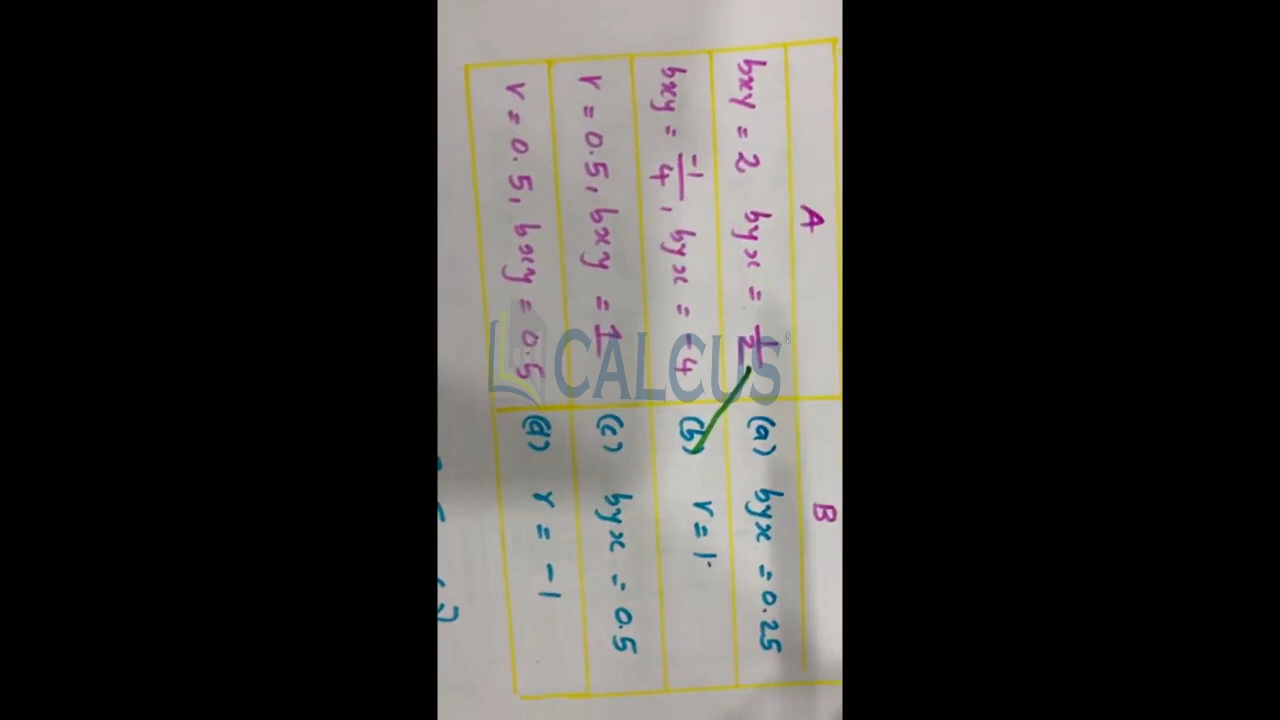 A B
bxy = 2 byx = 1/2 (a) byx = 0.25
bxy = -1/4, byx = -4 (b) r = 1
r = 0.5, bxy = 1 (c) byx = 0.5
r = 0.5, bxy = 0.5 (d) r = -1
CALCUS®